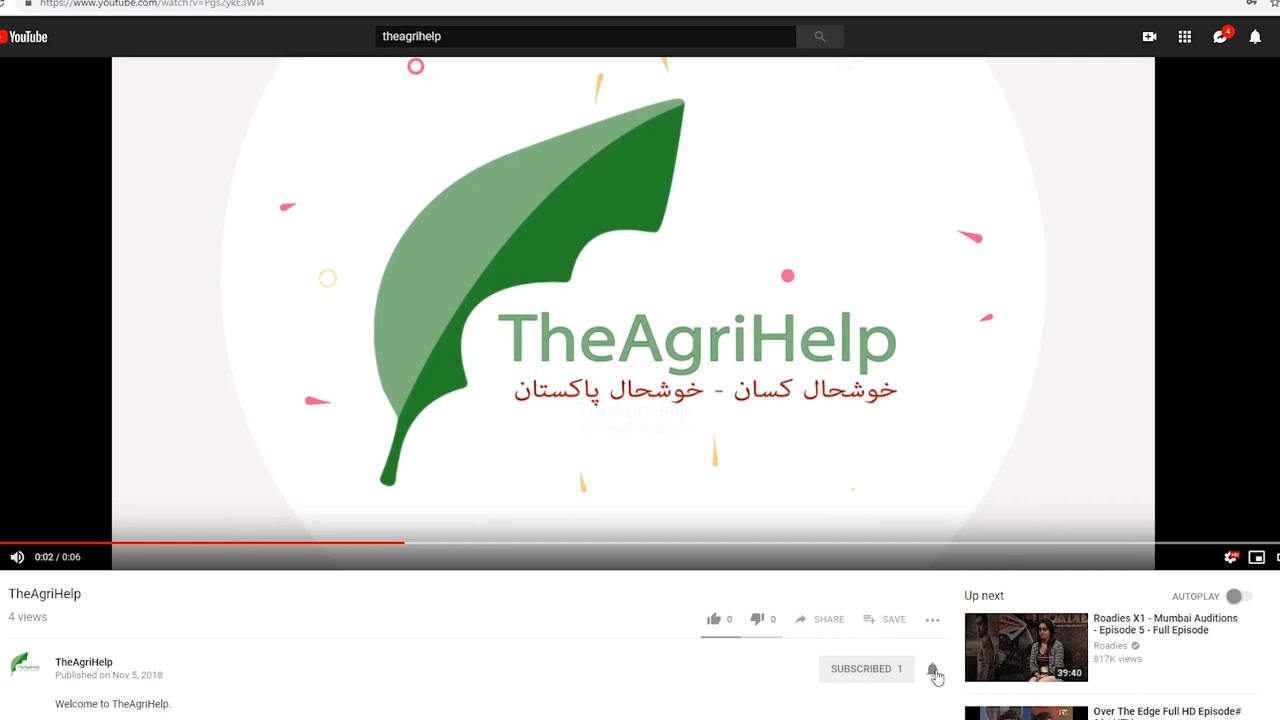 https://www.youtube.com/watch?v=Pgs2ykE3Wi4
YouTube
theagrihelp
4
TheAgriHelp
خوشحال کسان - خوشحال پاکستان
TheAgriHelp
0:02 / 0:06
HD
TheAgriHelp
4 views
0
0
SHARE
SAVE
Up next
AUTOPLAY
Roadies X1 - Mumbai Auditions
- Episode 5 - Full Episode
Roadies
817K views
39:40
TheAgriHelp
Published on Nov 5, 2018
SUBSCRIBED 1
Welcome to TheAgriHelp.
Over The Edge Full HD Episode#